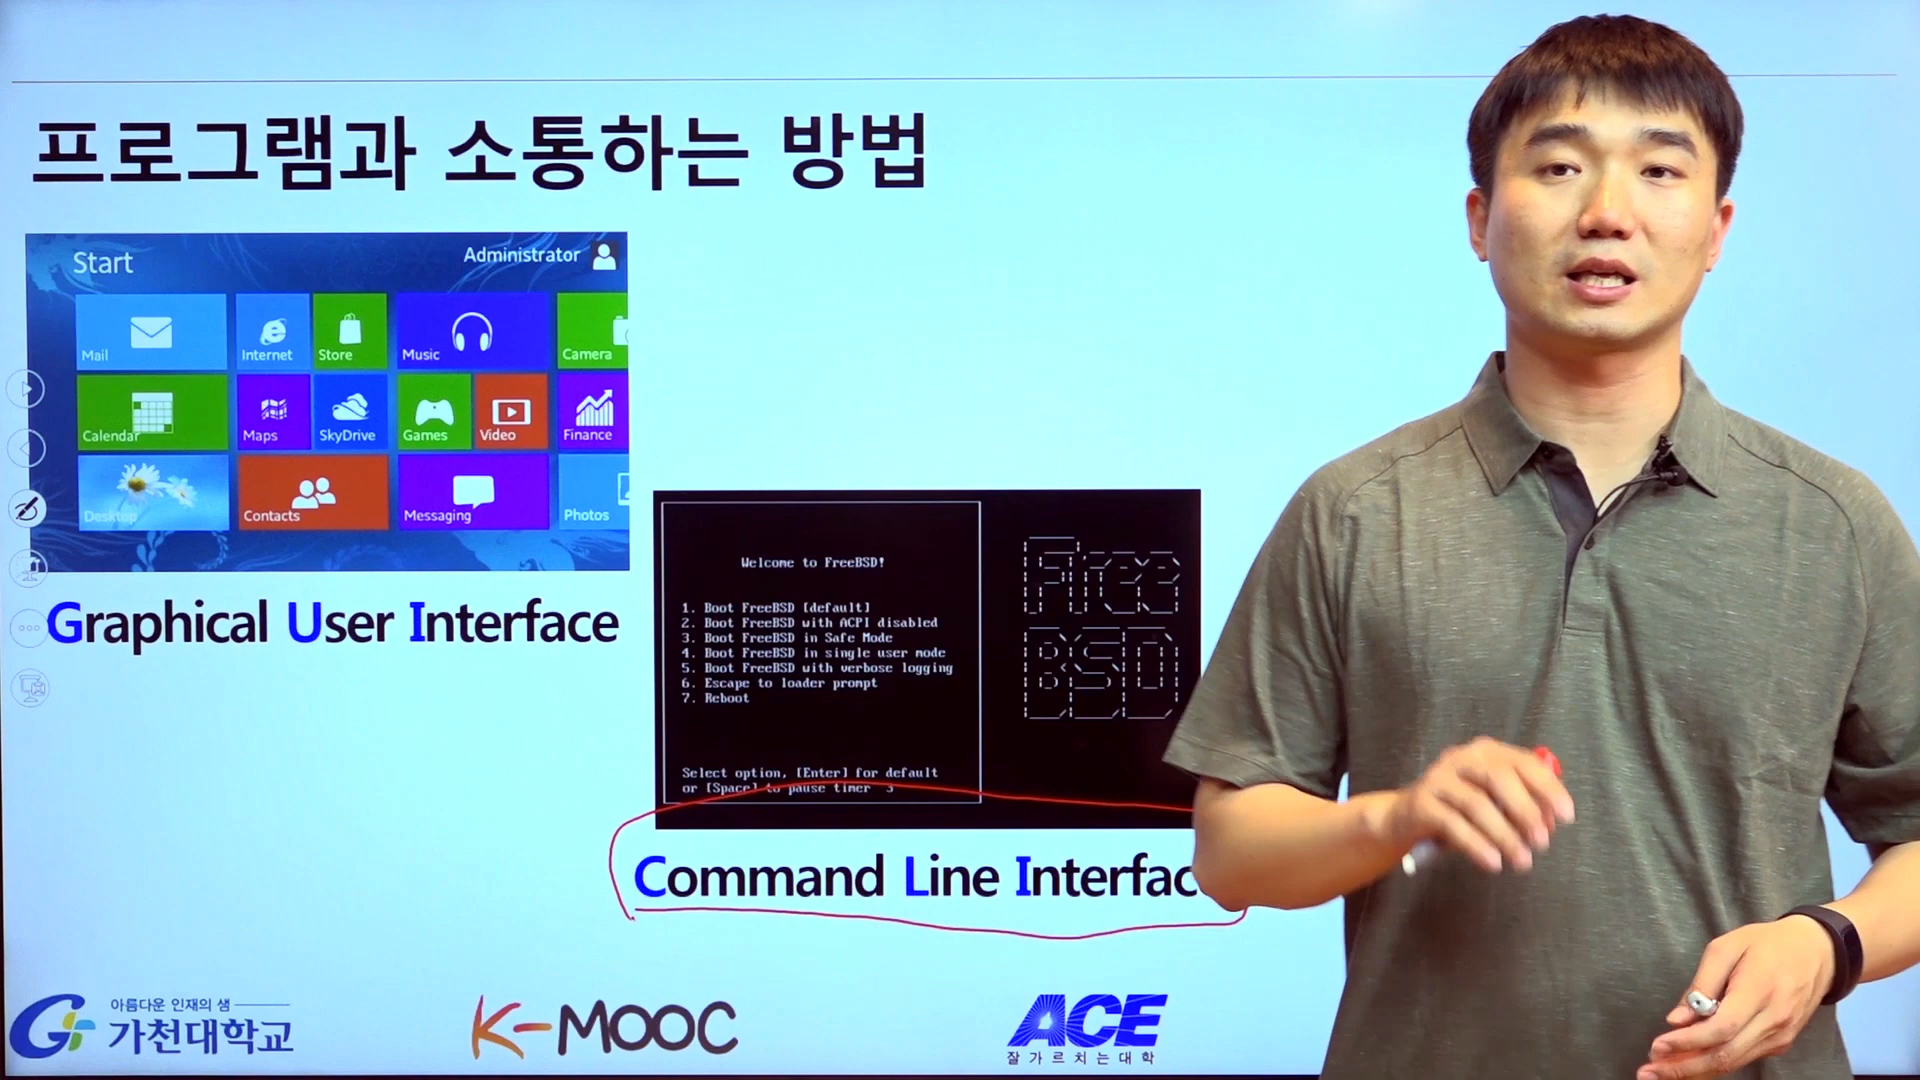 프로그램과 소통하는 방법
Start
Administrator
Mail
Internet
Store
Music
Camera
Calendar
Maps
SkyDrive
Games
Video
Finance
Desktop
Contacts
Messaging
Photos
Graphical User Interface
Welcome to FreeBSD!
1. Boot FreeBSD [default]
2. Boot FreeBSD with ACPI disabled
3. Boot FreeBSD in Safe Mode
4. Boot FreeBSD in single user mode
5. Boot FreeBSD with verbose logging
6. Escape to loader prompt
7. Reboot
Select option, [Enter] for default
or [Space] to pause timer 3
Free
BSD
Command Line Interfac
아름다운 인재의 샘
가천대학교
K-MOOC
ACE
잘 가르치는 대학